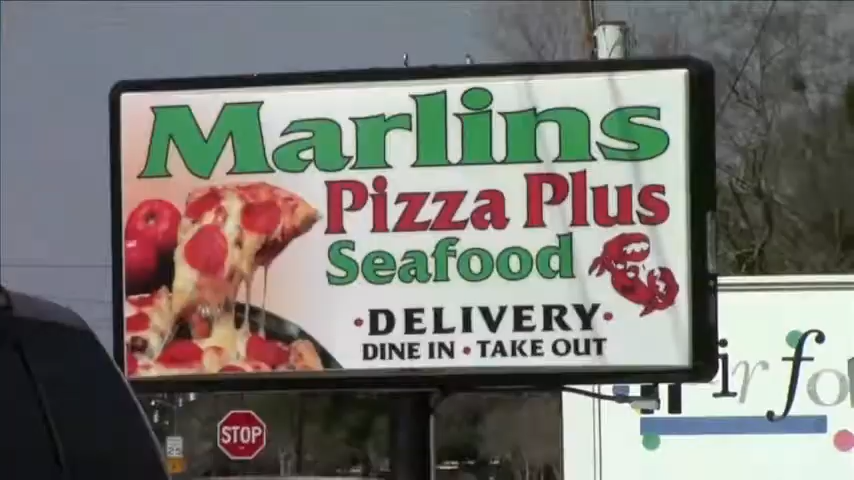 Marlins
Pizza Plus
Seafood
•DELIVERY•
DINE IN • TAKE OUT
STOP